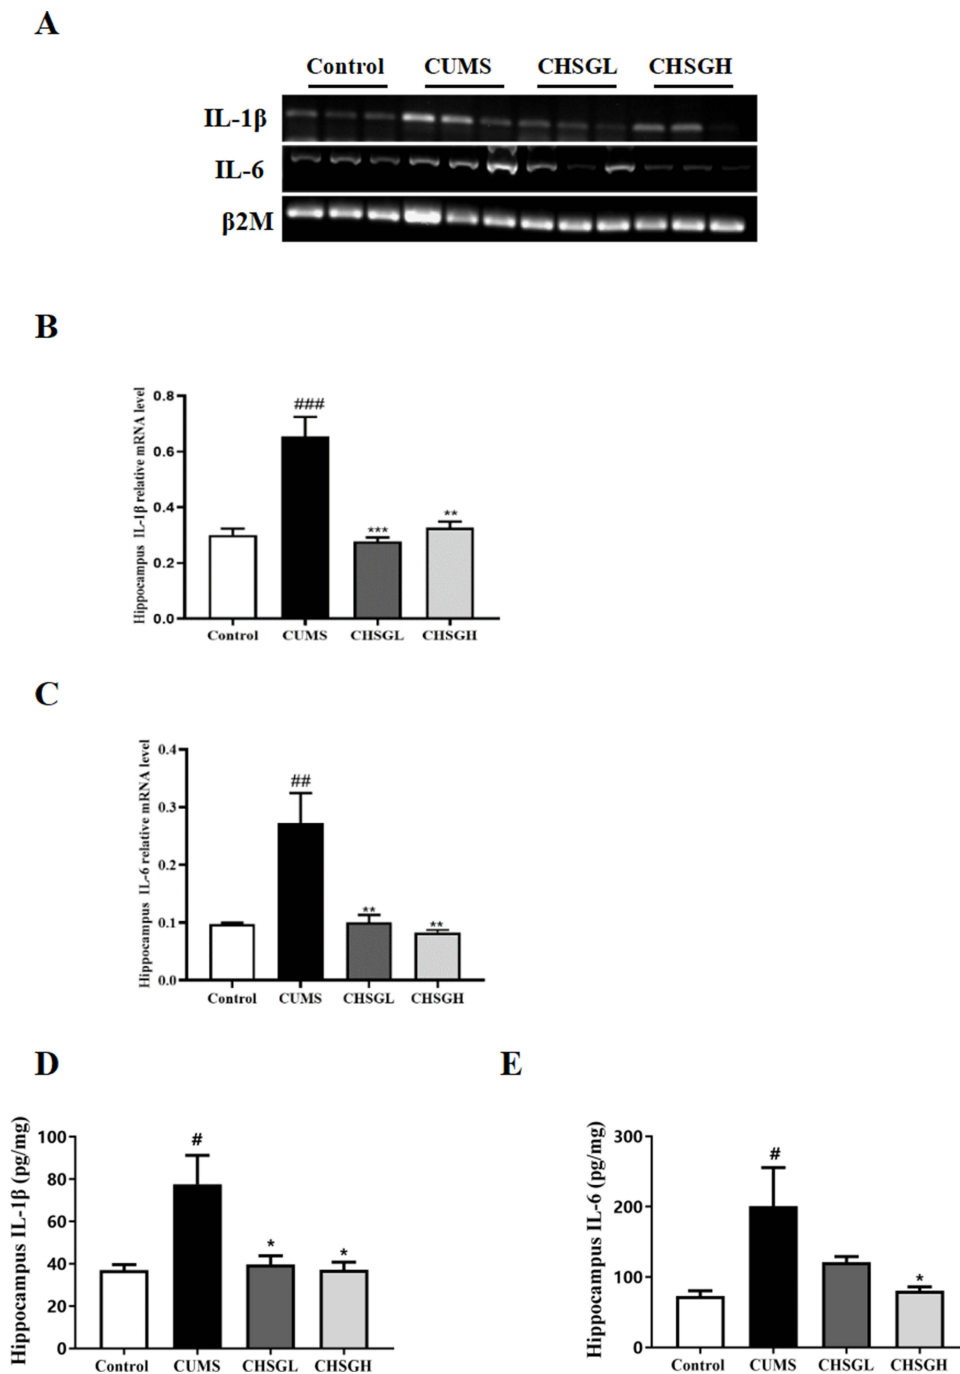 A
Control CUMS CHSGL CHSGH
IL-1β
IL-6
β2M
B
Hippocampus IL-1β relative mRNA level
0.8
0.6
0.4
0.2
0.0
###
***
**
Control CUMS CHSGL CHSGH
C
Hippocampus IL-6 relative mRNA level
0.4
0.3
0.2
0.1
0.0
##
**
**
Control CUMS CHSGL CHSGH
D
Hippocampus IL-1β (pg/mg)
100
80
60
40
20
0
#
*
*
Control CUMS CHSGL CHSGH
E
Hippocampus IL-6 (pg/mg)
300
200
100
0
#
*
Control CUMS CHSGL CHSGH